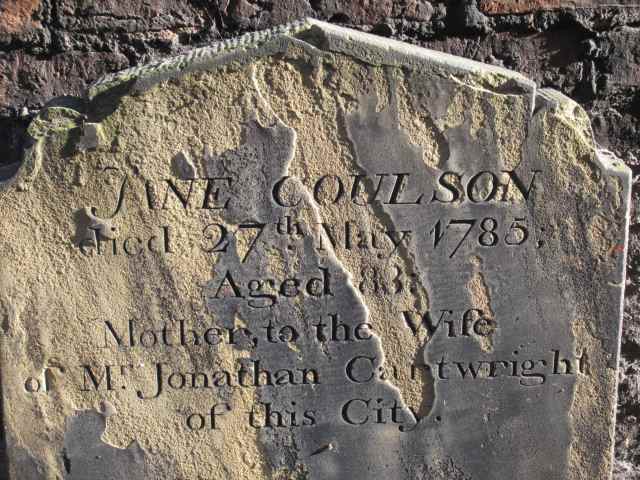 JANE COULSON
died 27th May 1785,
Aged 83.
Mother, to the Wife
of Mr Jonathan Cartwright
of this City.